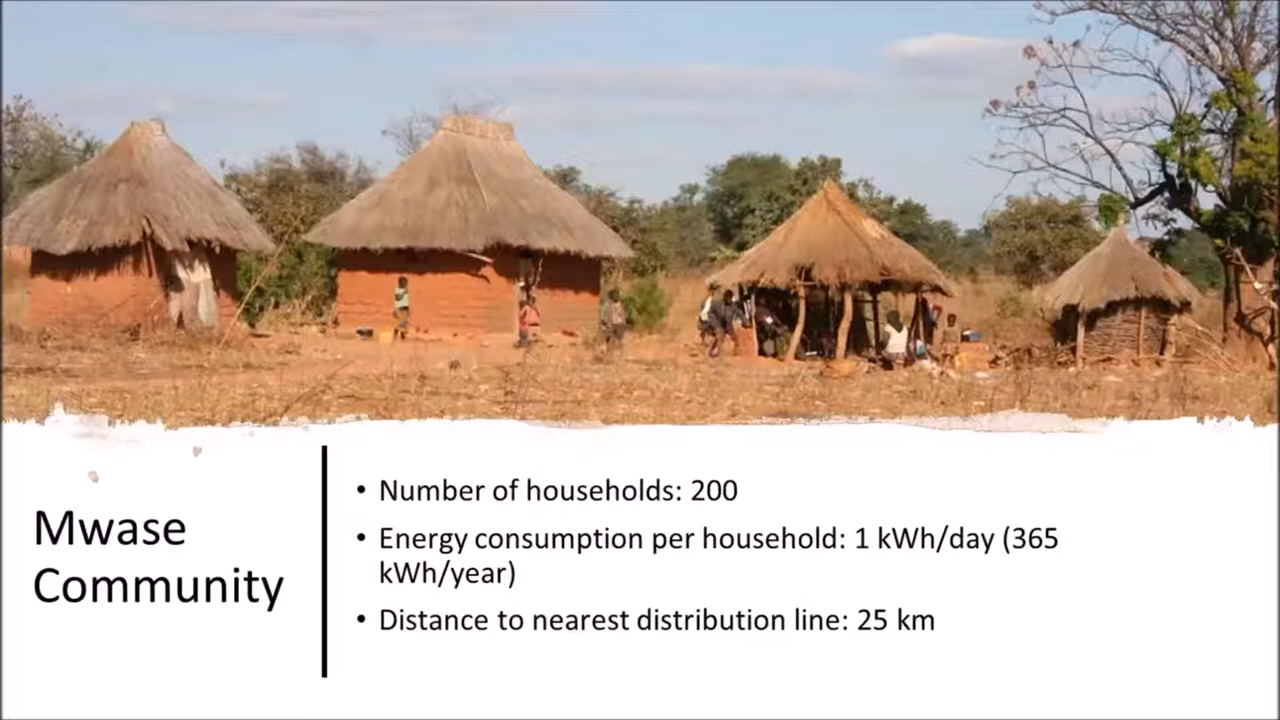 Mwase
Community
• Number of households: 200
• Energy consumption per household: 1 kWh/day (365
kWh/year)
• Distance to nearest distribution line: 25 km